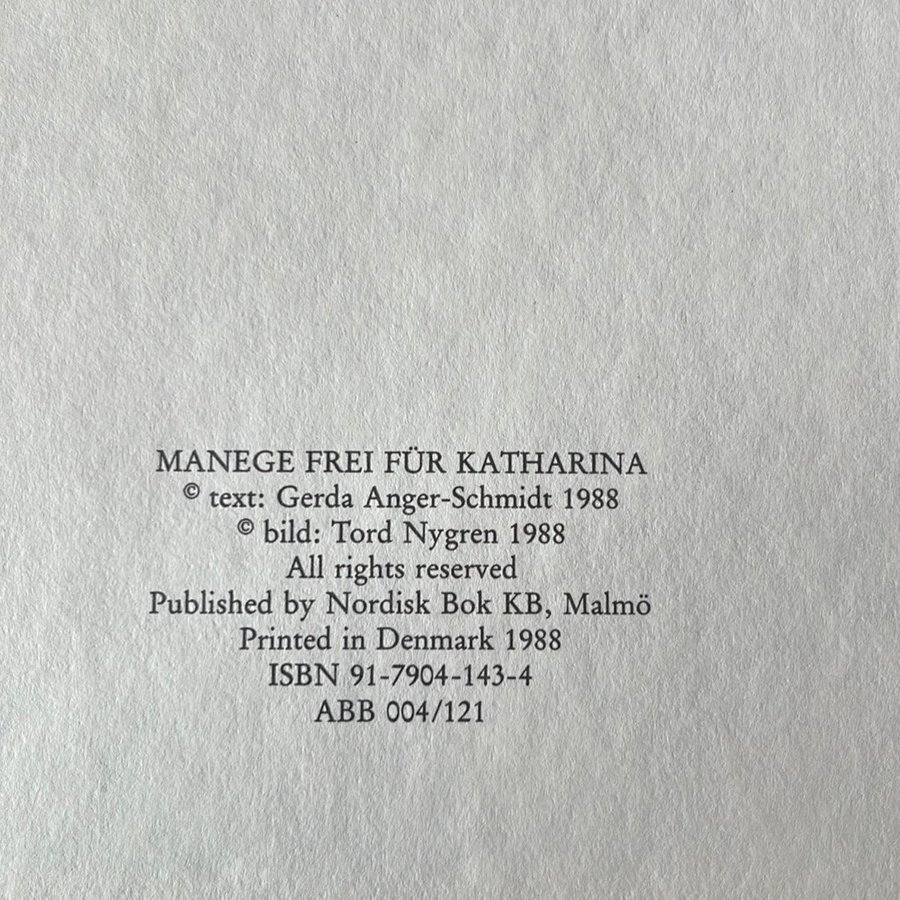 MANEGE FREI FÜR KATHARINA
© text: Gerda Anger-Schmidt 1988
© bild: Tord Nygren 1988
All rights reserved
Published by Nordisk Bok KB, Malmö
Printed in Denmark 1988
ISBN 91-7904-143-4
ABB 004/121